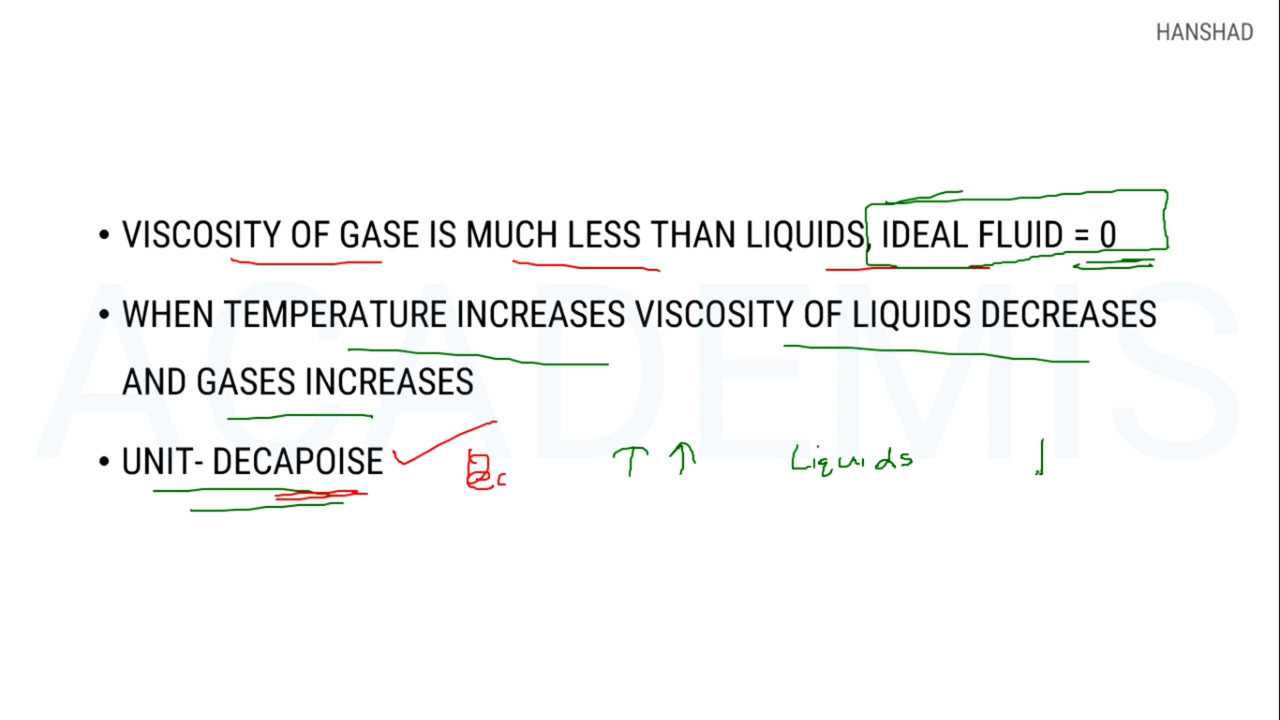 HANSHAD
• VISCOSITY OF GASE IS MUCH LESS THAN LIQUIDS, IDEAL FLUID = 0
• WHEN TEMPERATURE INCREASES VISCOSITY OF LIQUIDS DECREASES
AND GASES INCREASES
• UNIT- DECAPOISE
T ↑ Liquids
ACADEMIS